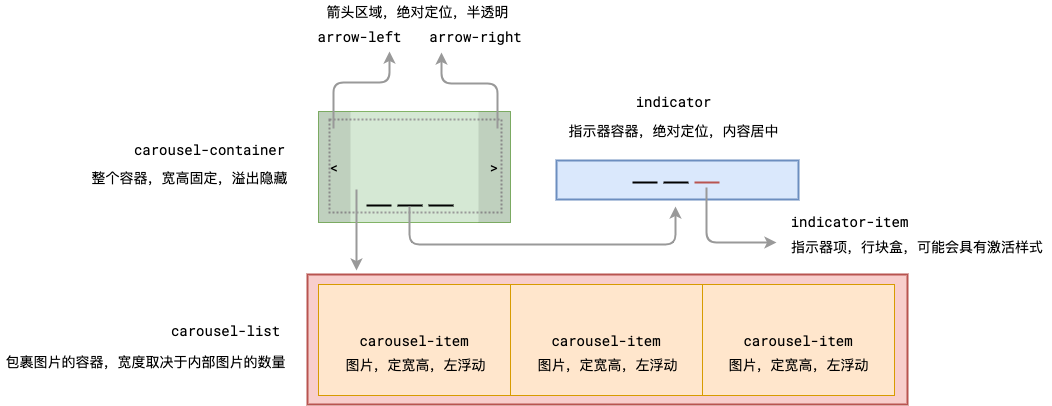 箭头区域，绝对定位，半透明
arrow-left arrow-right
indicator
指示器容器，绝对定位，内容居中
carousel-container
整个容器，宽高固定，溢出隐藏
< >
indicator-item
指示器项，行块盒，可能会具有激活样式
carousel-list
包裹图片的容器，宽度取决于内部图片的数量
carousel-item carousel-item carousel-item
图片，定宽高，左浮动 图片，定宽高，左浮动 图片，定宽高，左浮动